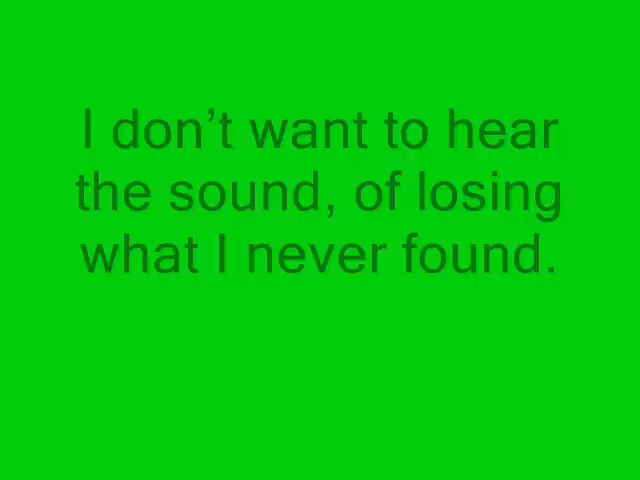 I don’t want to hear
the sound, of losing
what I never found.